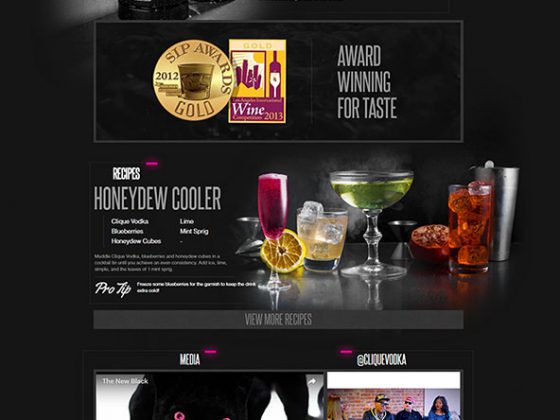 SIP AWARDS
2012
GOLD
GOLD
Los Angeles International
Wine
Competition 2013
AWARD
WINNING
FOR TASTE
RECIPES
HONEYDEW COOLER
Clique Vodka Lime
Blueberries Mint Sprig
Honeydew Cubes -
Muddle Clique Vodka, blueberries and honeydew cubes in a
cocktail tin until you achieve an even consistency. Add ice, lime,
simple, and the leaves of 1 mint sprig.
Pro Tip Freeze some blueberries for the garnish to keep the drink
extra cold!
VIEW MORE RECIPES
MEDIA @CLIQUEVODKA
The New Black